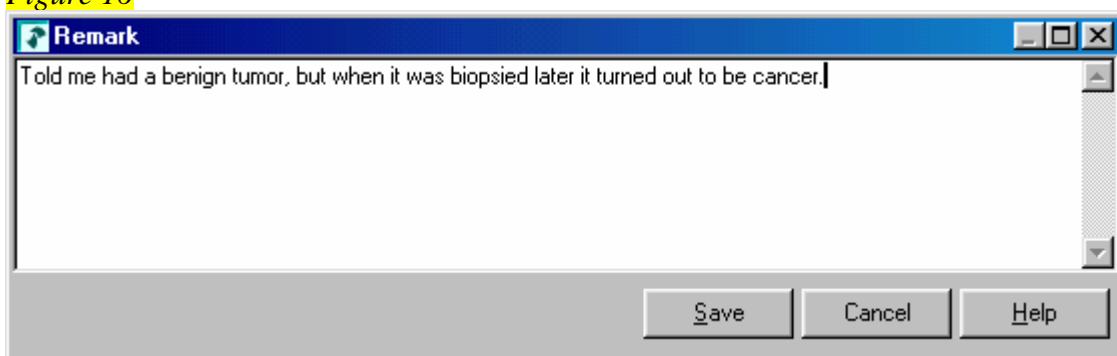 Figure 16
Remark
Told me had a benign tumor, but when it was biopsied later it turned out to be cancer.
Save Cancel Help